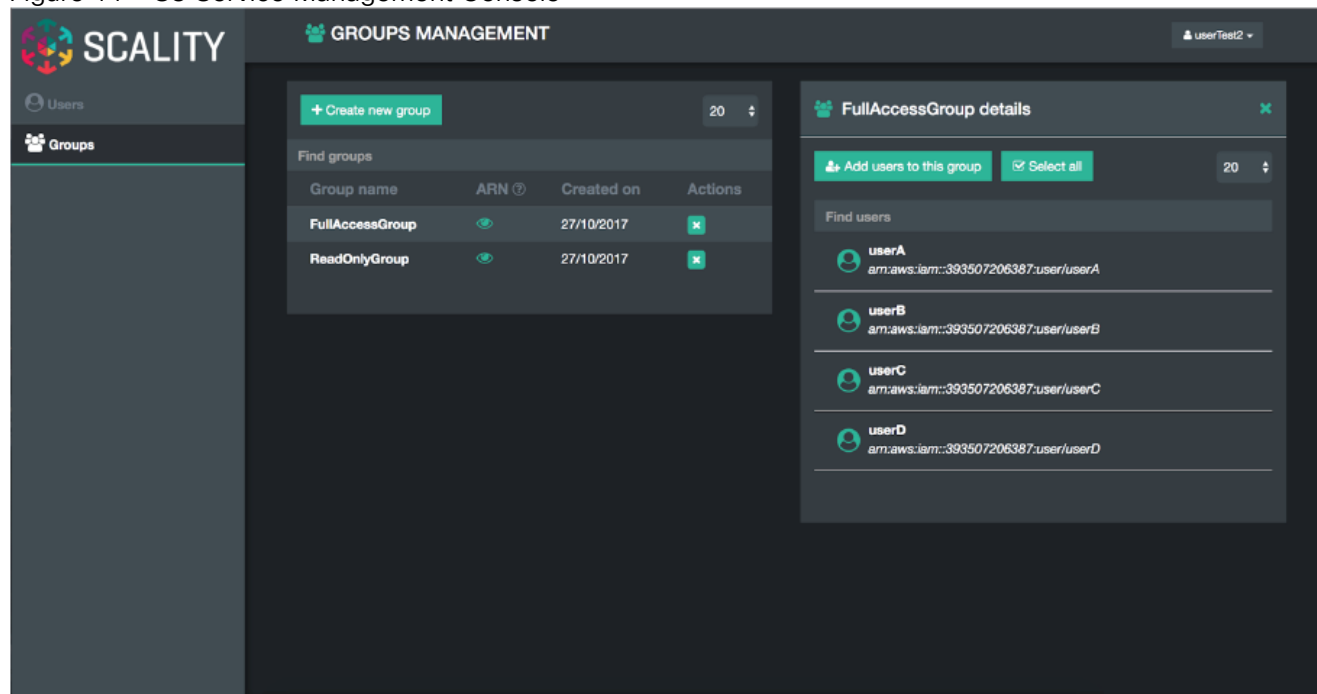 SCALITY
GROUPS MANAGEMENT
userTest2
Users
Groups
+ Create new group
20
Find groups
Group name ARN Created on Actions
FullAccessGroup 27/10/2017
ReadOnlyGroup 27/10/2017
FullAccessGroup details
Add users to this group
Select all
20
Find users
userA
arn:aws:iam::393507206387:user/userA
userB
arn:aws:iam::393507206387:user/userB
userC
arn:aws:iam::393507206387:user/userC
userD
arn:aws:iam::393507206387:user/userD